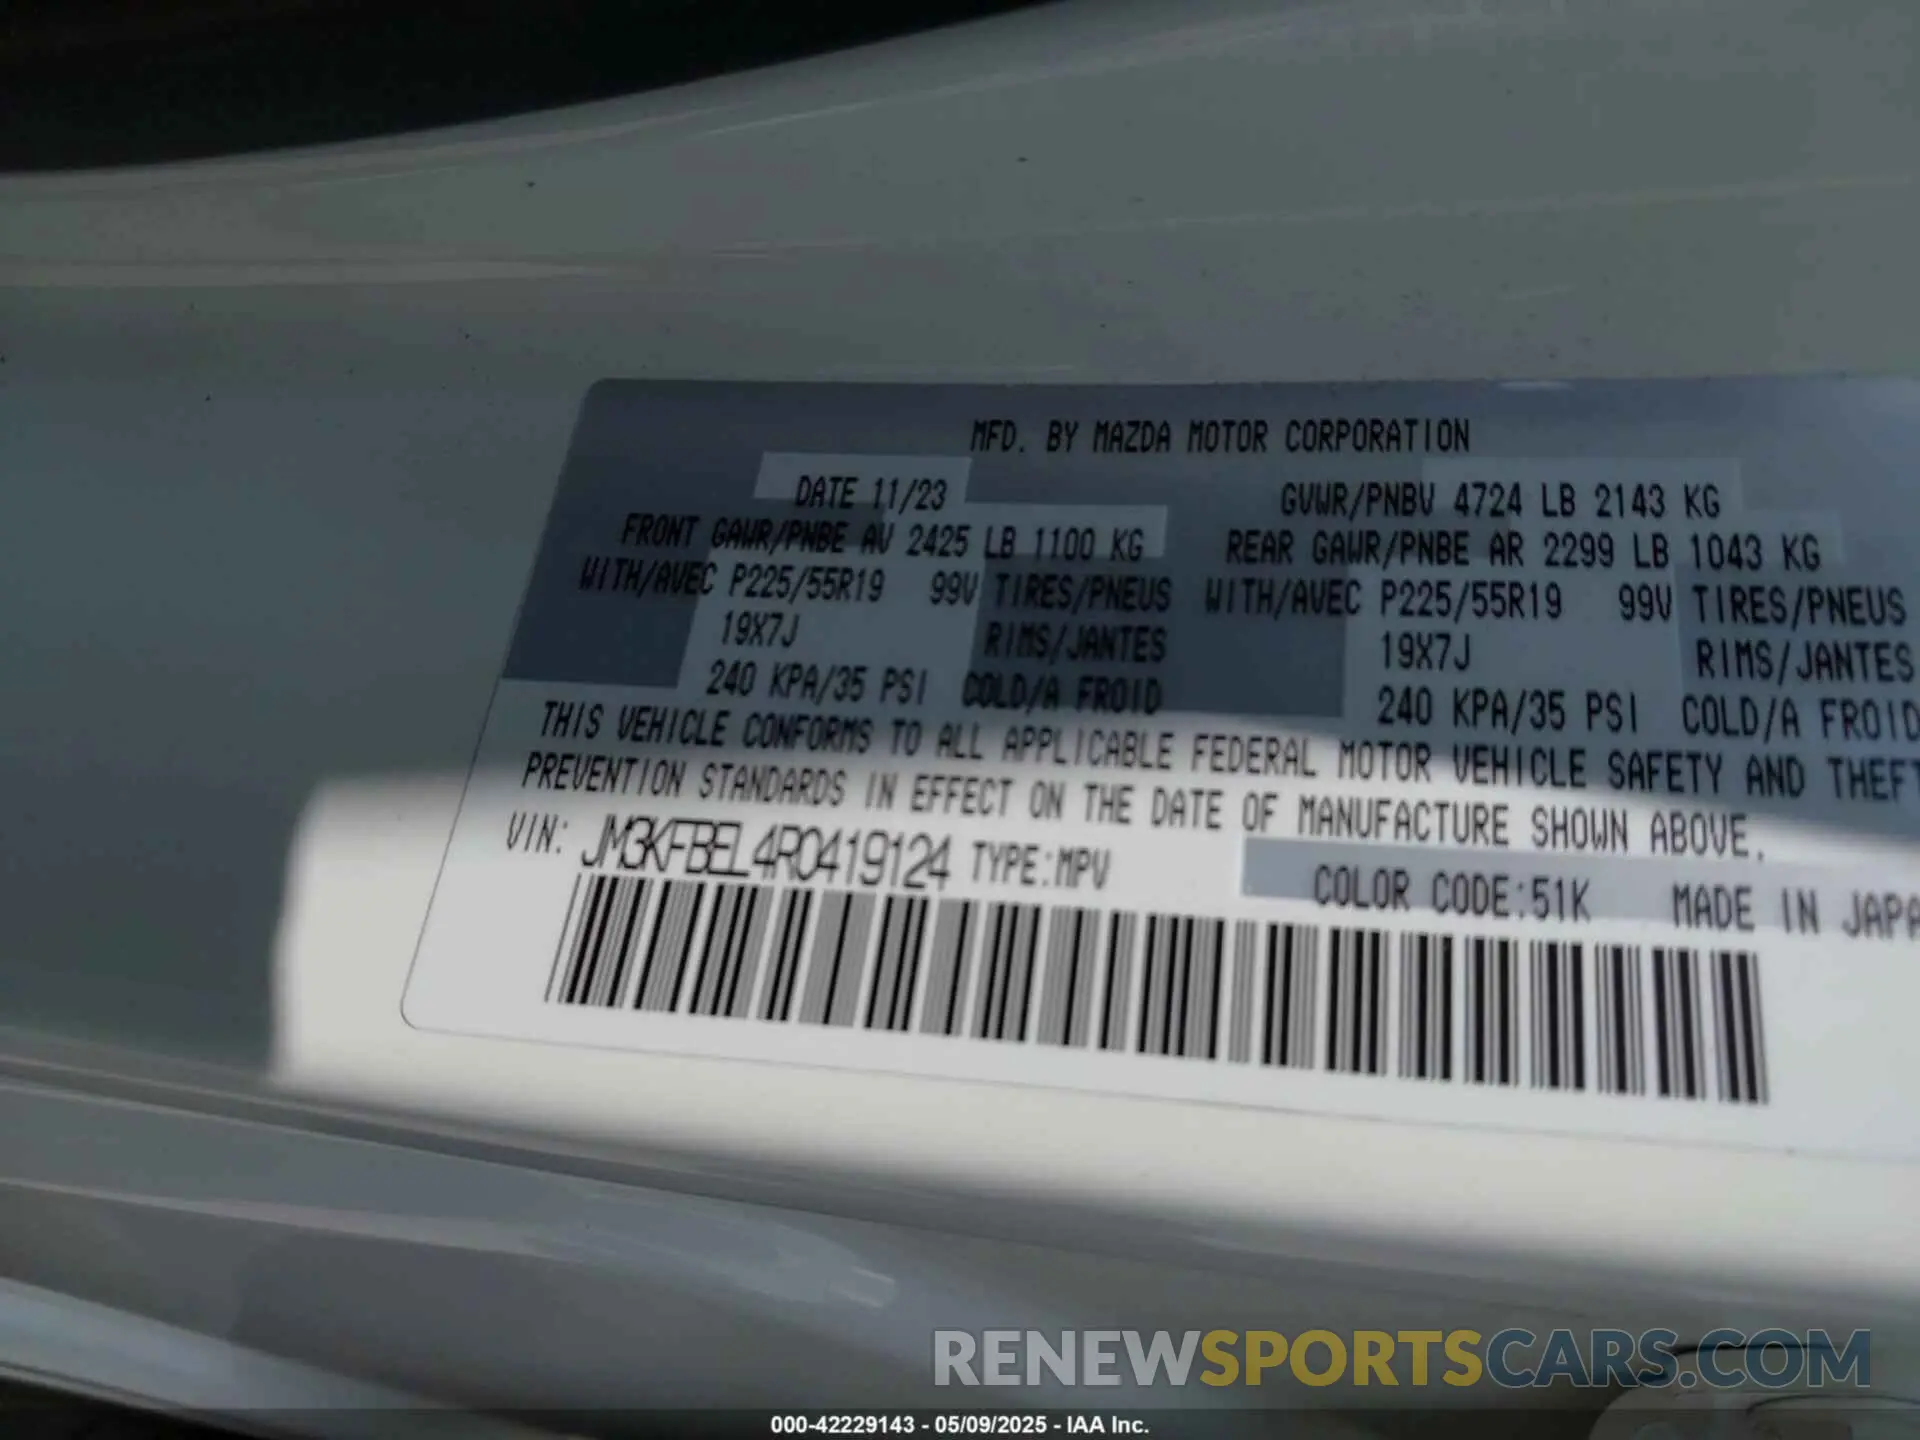 MFD. BY MAZDA MOTOR CORPORATION
DATE 11/23 GVWR/PNBV 4724 LB 2143 KG
FRONT GAWR/PNBE AV 2425 LB 1100 KG REAR GAWR/PNBE AR 2299 LB 1043 KG
WITH/AVEC P225/55R19 99V TIRES/PNEUS WITH/AVEC P225/55R19 99V TIRES/PNEUS
19X7J RIMS/JANTES 19X7J RIMS/JANTES
240 KPA/35 PSI COLD/A FROID 240 KPA/35 PSI COLD/A FROID
THIS VEHICLE CONFORMS TO ALL APPLICABLE FEDERAL MOTOR VEHICLE SAFETY AND THEFT
PREVENTION STANDARDS IN EFFECT ON THE DATE OF MANUFACTURE SHOWN ABOVE.
VIN: JM3KFBEL4R0419124 TYPE:MPV COLOR CODE:51K MADE IN JAPA
RENEWSPORTSCARS.COM
000-42229143 - 05/09/2025 - IAA Inc.